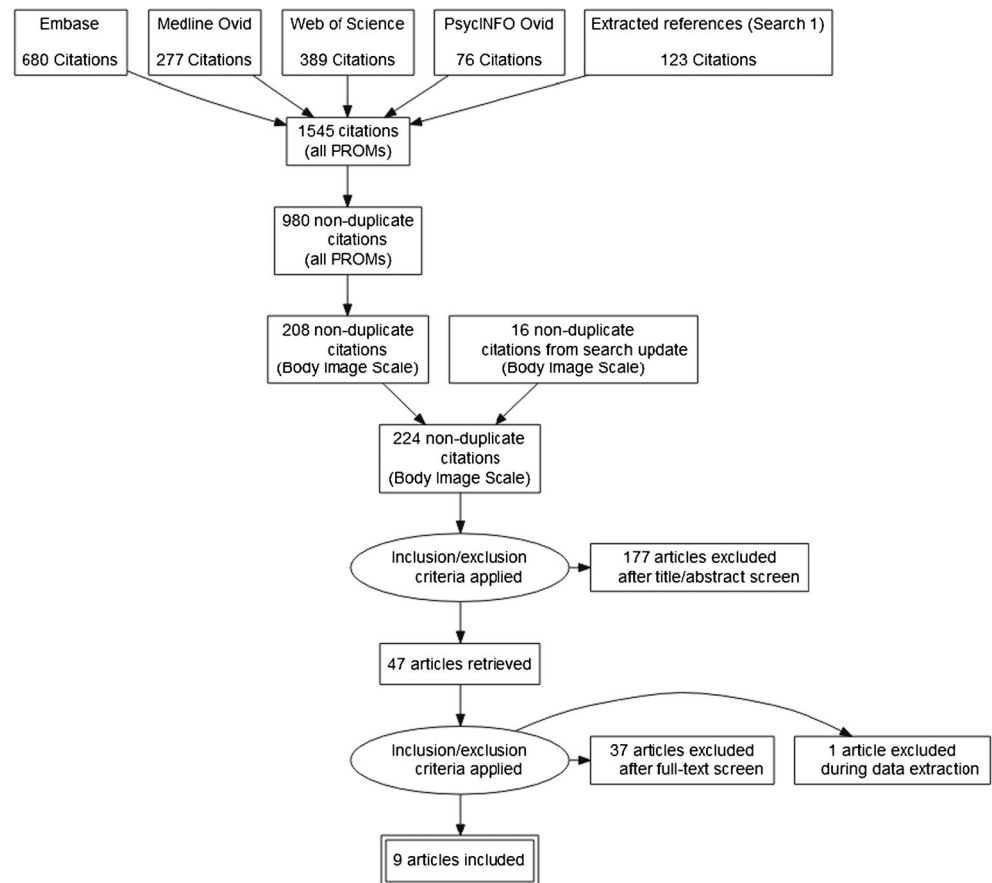 Embase
680 Citations
Medline Ovid
277 Citations
Web of Science
389 Citations
PsycINFO Ovid
76 Citations
Extracted references (Search 1)
123 Citations
1545 citations
(all PROMs)
980 non-duplicate
citations
(all PROMs)
208 non-duplicate
citations
(Body Image Scale)
16 non-duplicate
citations from search update
(Body Image Scale)
224 non-duplicate
citations
(Body Image Scale)
Inclusion/exclusion
criteria applied
177 articles excluded
after title/abstract screen
47 articles retrieved
Inclusion/exclusion
criteria applied
37 articles excluded
after full-text screen
1 article excluded
during data extraction
9 articles included